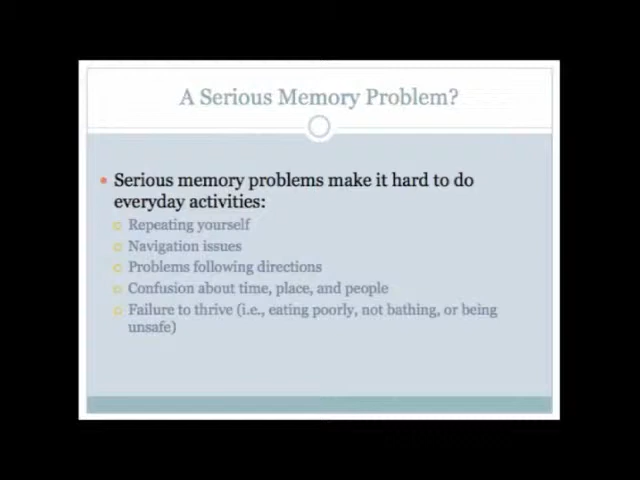 A Serious Memory Problem?
Serious memory problems make it hard to do
everyday activities:
Repeating yourself
Navigation issues
Problems following directions
Confusion about time, place, and people
Failure to thrive (i.e., eating poorly, not bathing, or being
unsafe)